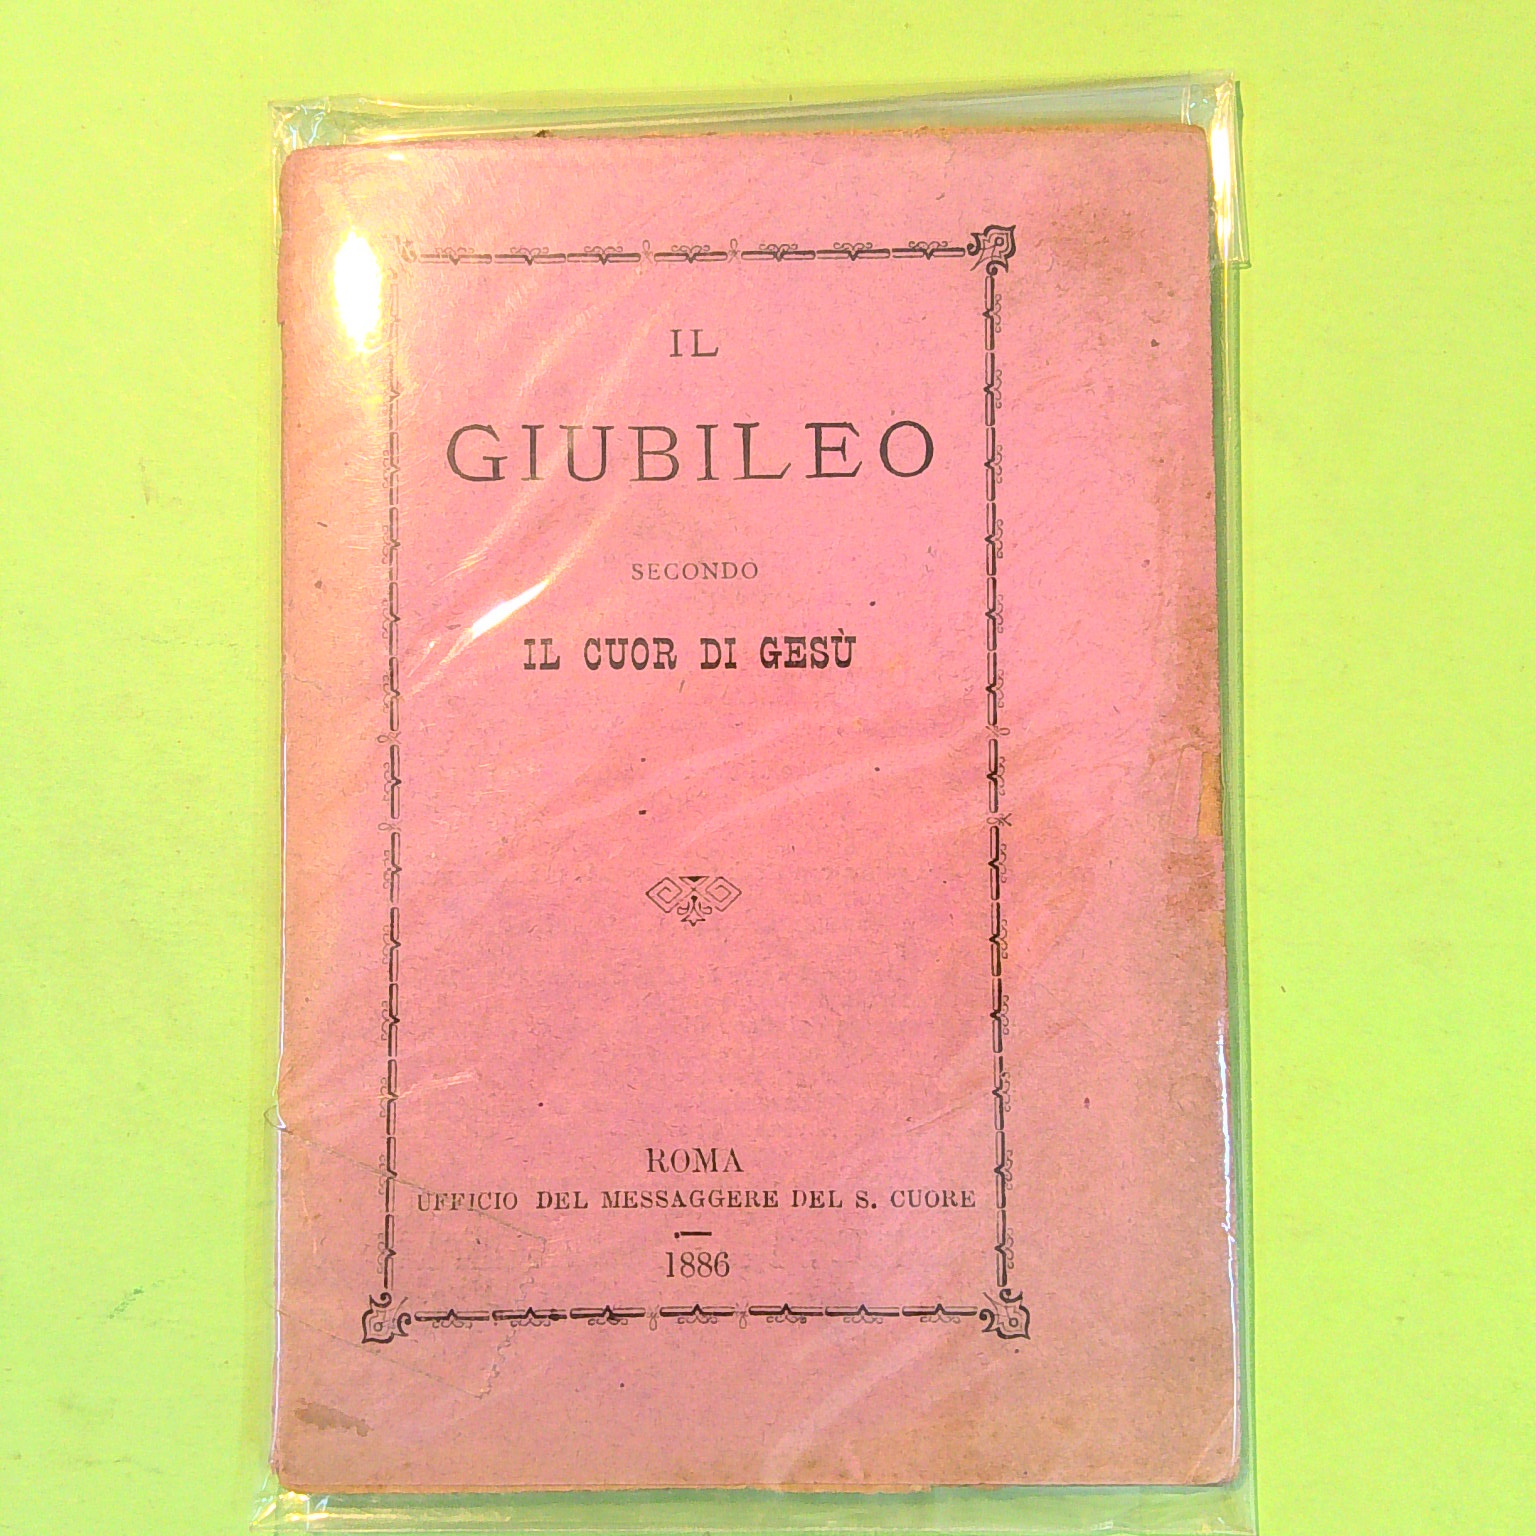 IL
GIUBILEO
SECONDO
IL CUOR DI GESÙ
ROMA
UFFICIO DEL MESSAGGERE DEL S. CUORE
1886